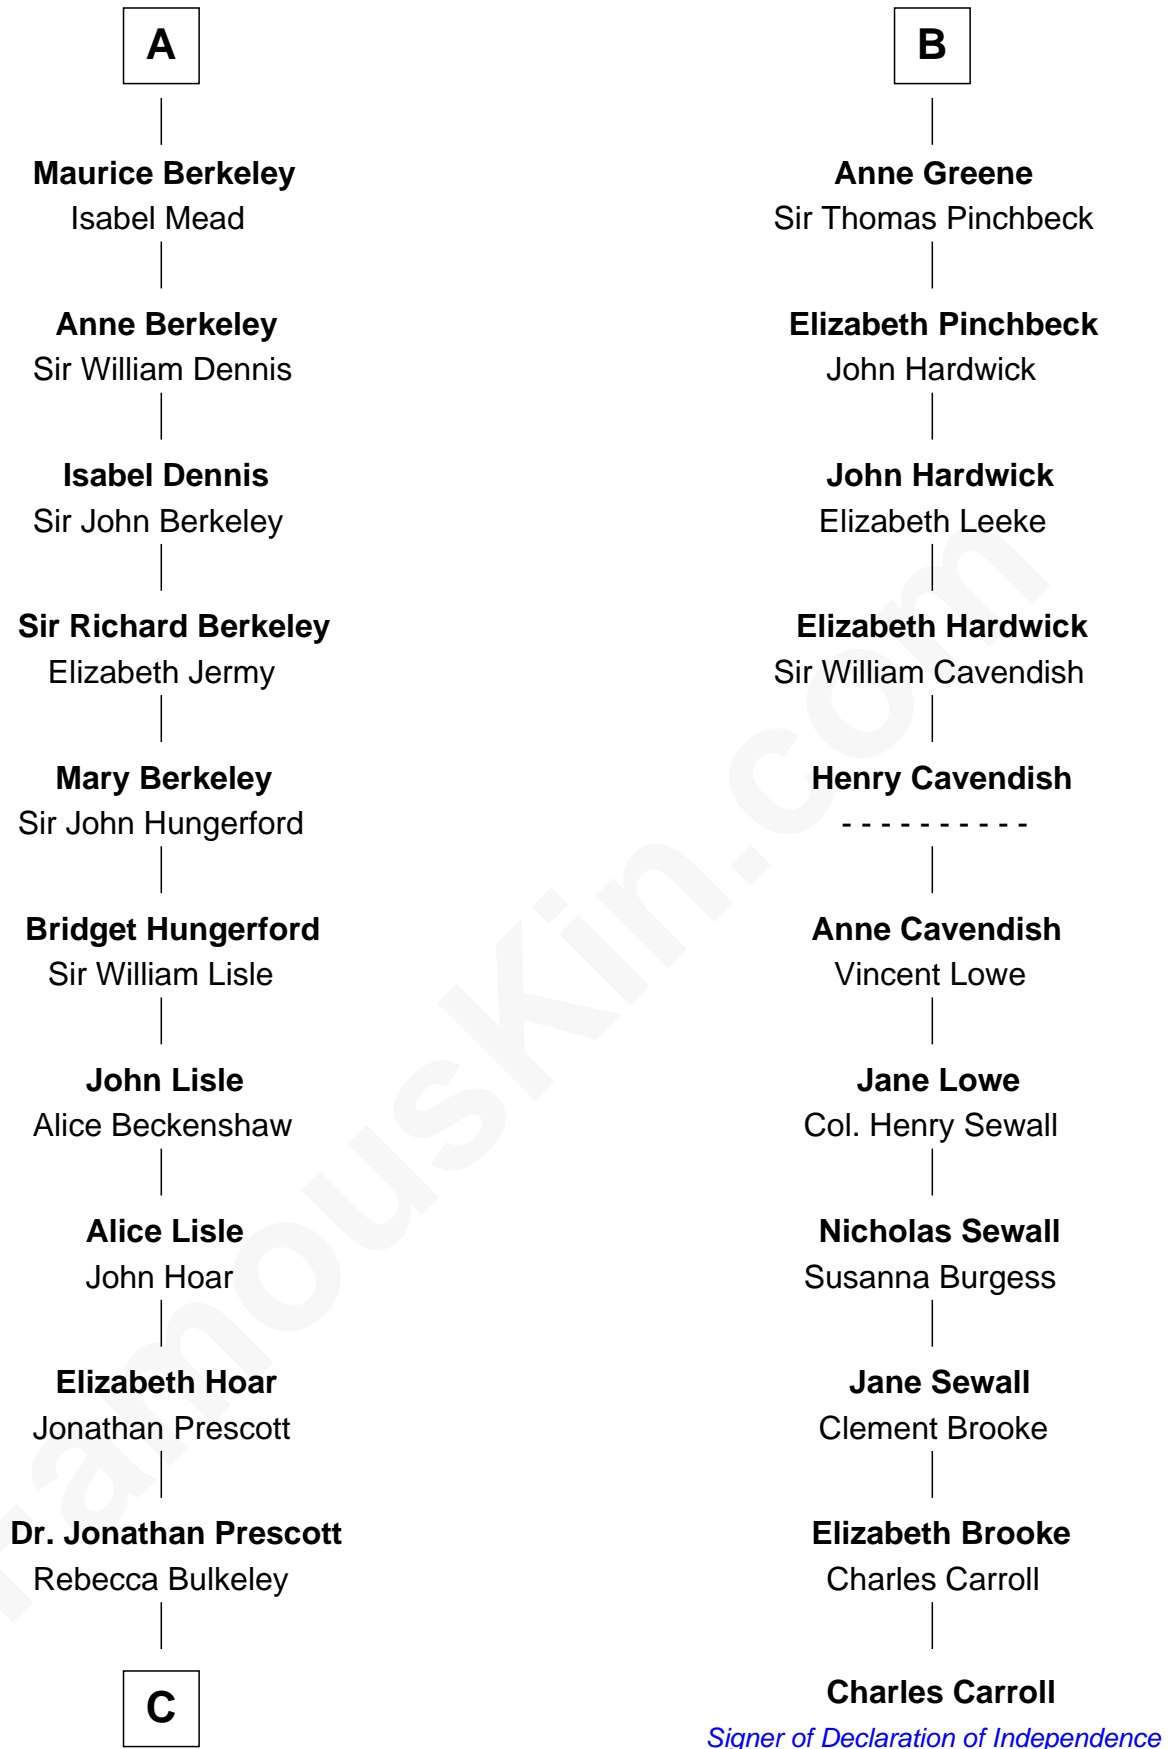 A
Maurice Berkeley
Isabel Mead
Anne Berkeley
Sir William Dennis
Isabel Dennis
Sir John Berkeley
Sir Richard Berkeley
Elizabeth Jermy
Mary Berkeley
Sir John Hungerford
Bridget Hungerford
Sir William Lisle
John Lisle
Alice Beckenshaw
Alice Lisle
John Hoar
Elizabeth Hoar
Jonathan Prescott
Dr. Jonathan Prescott
Rebecca Bulkeley
C
B
Anne Greene
Sir Thomas Pinchbeck
Elizabeth Pinchbeck
John Hardwick
John Hardwick
Elizabeth Leeke
Elizabeth Hardwick
Sir William Cavendish
Henry Cavendish
- - - - - - - - - -
Anne Cavendish
Vincent Lowe
Jane Lowe
Col. Henry Sewall
Nicholas Sewall
Susanna Burgess
Jane Sewall
Clement Brooke
Elizabeth Brooke
Charles Carroll
Charles Carroll
Signer of Declaration of Independence
FamousKin.com